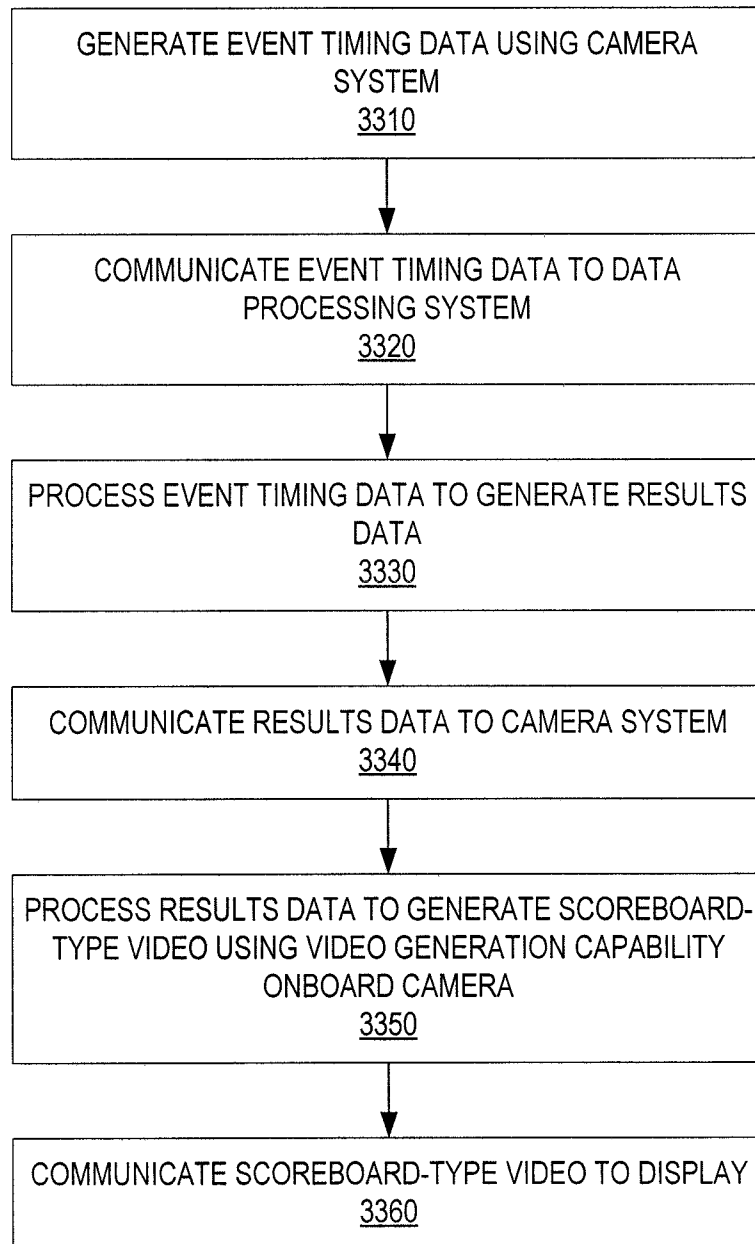 GENERATE EVENT TIMING DATA USING CAMERA
SYSTEM
3310
COMMUNICATE EVENT TIMING DATA TO DATA
PROCESSING SYSTEM
3320
PROCESS EVENT TIMING DATA TO GENERATE RESULTS
DATA
3330
COMMUNICATE RESULTS DATA TO CAMERA SYSTEM
3340
PROCESS RESULTS DATA TO GENERATE SCOREBOARD-
TYPE VIDEO USING VIDEO GENERATION CAPABILITY
ONBOARD CAMERA
3350
COMMUNICATE SCOREBOARD-TYPE VIDEO TO DISPLAY
3360